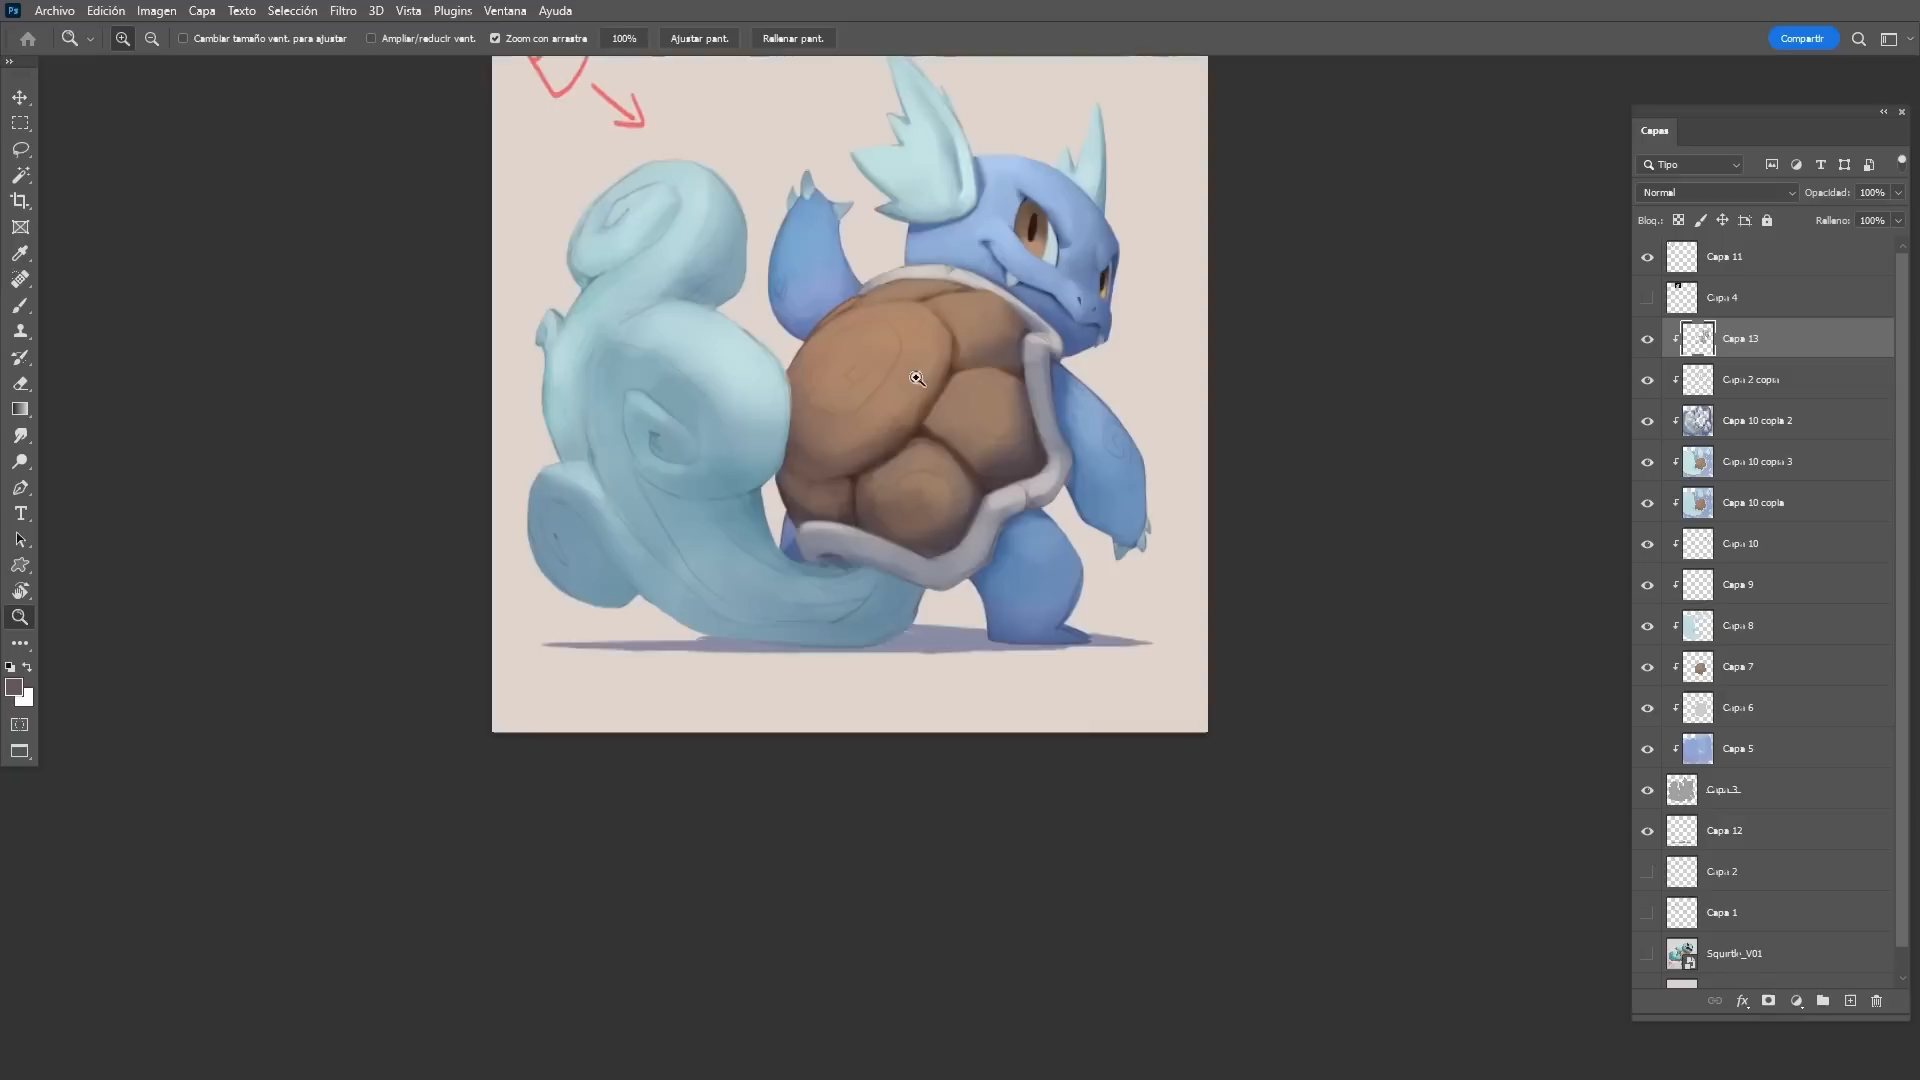 Ps Archivo Edición Imagen Capa Texto Selección Filtro 3D Vista Plugins Ventana Ayuda
Cambiar tamaño vent. para ajustar Ampliar/reducir vent. Zoom con arrastre 100% Ajustar pant. Rellenar pant. Compartir
Capas
Tipo
Normal Opacidad: 100%
Bloq.: Relleno: 100%
Capa 11
Capa 4
Capa 13
Capa 2 copia
Capa 10 copia 2
Capa 10 copia 3
Capa 10 copia
Capa 10
Capa 9
Capa 8
Capa 7
Capa 6
Capa 5
Capa 3
Capa 12
Capa 2
Capa 1
Squirtle_V01
fx